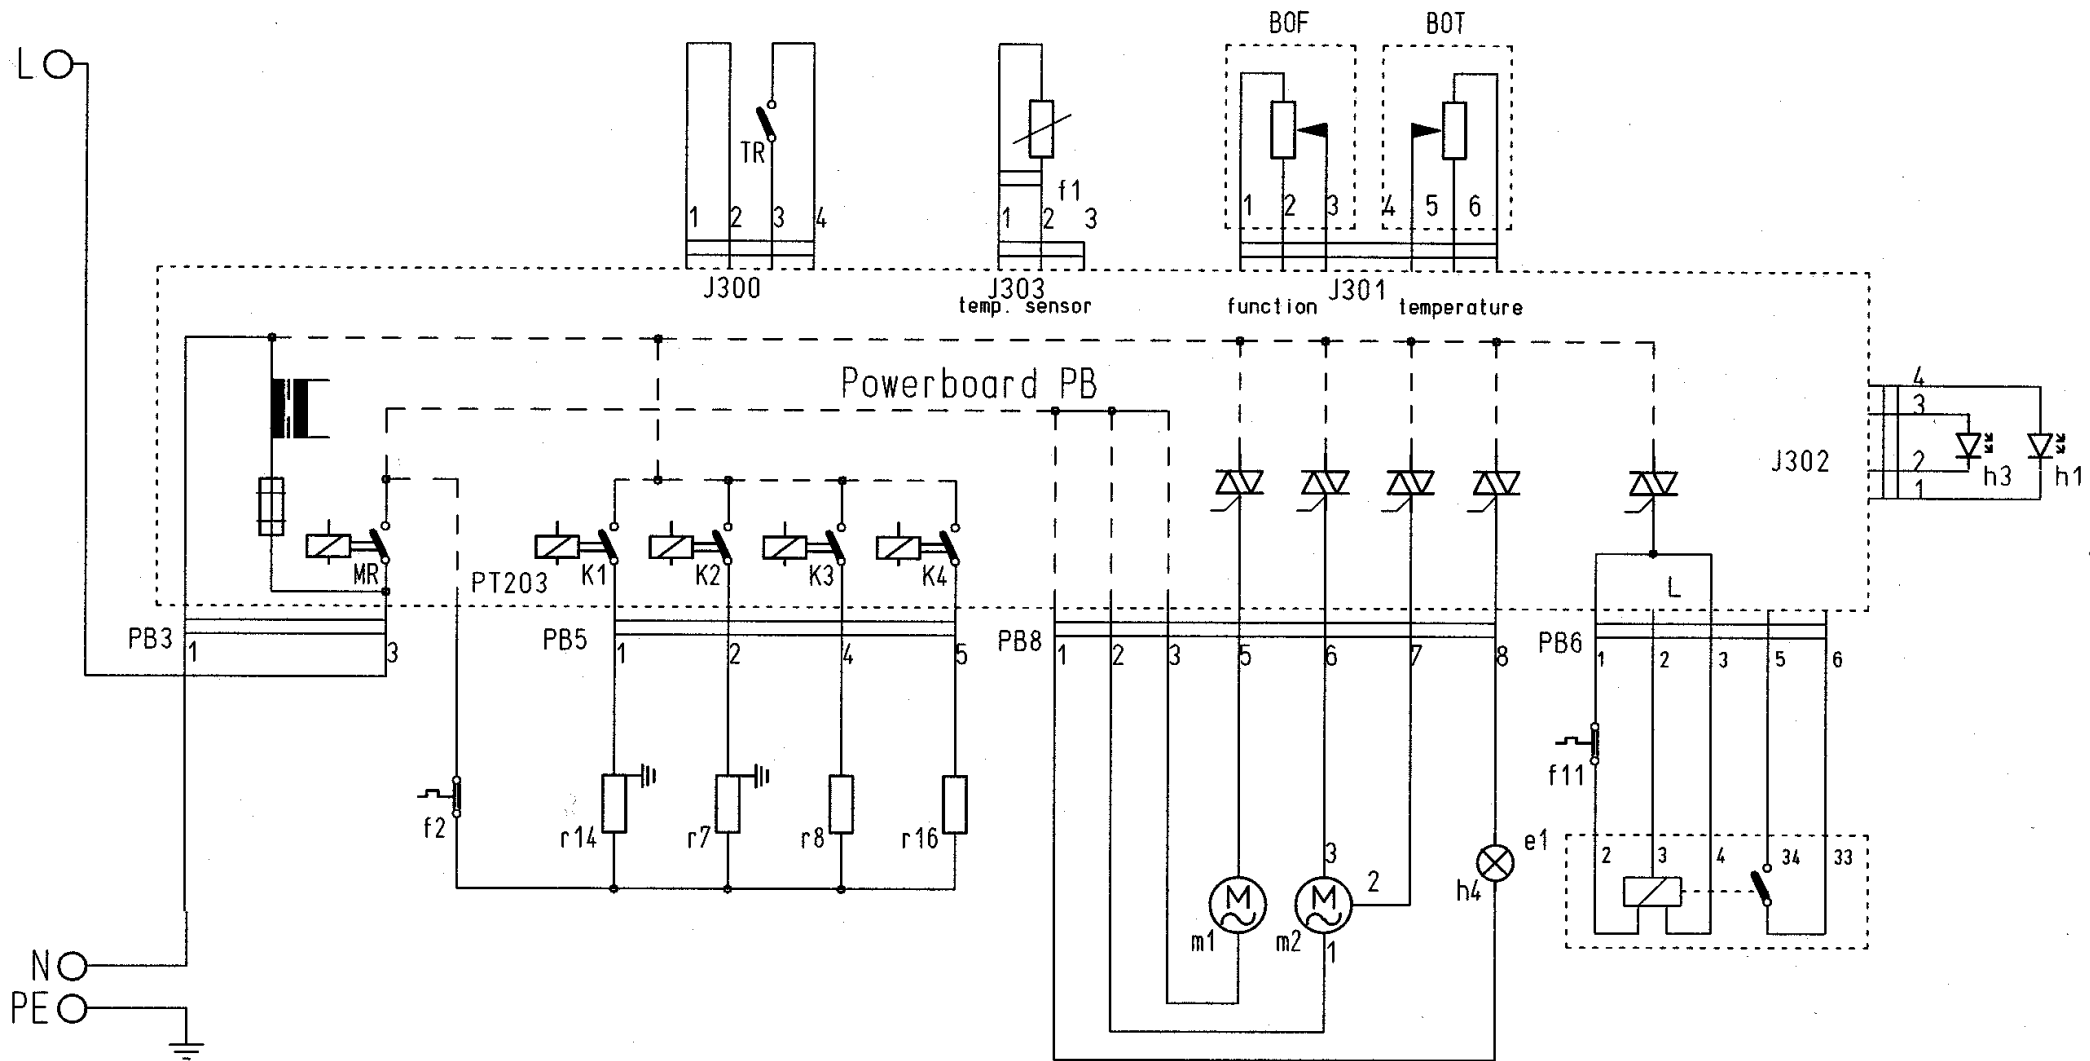 BOF
BOT
L
TR
f1
1 2 3 4
1 2 3
1 2 3
4 5 6
J300
J303
J301
temp. sensor
function
temperature
Powerboard PB
4
3
J302
2
h3
h1
1
MR
PT203
K1
K2
K3
K4
L
PB3
1
3
PB5
1
2
4
5
PB8
1
2
3
5
6
7
8
PB6
1
2
3
5
6
f11
f2
r14
r7
r8
r16
e1
3
2
h4
2
3
4
34
33
M
M
m1
m2
1
N
PE